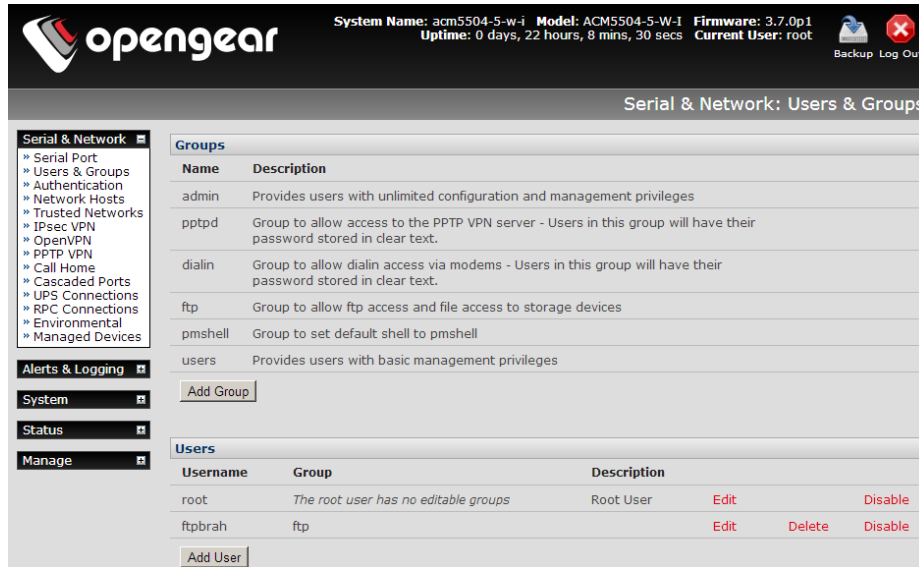 opengear
System Name: acm5504-5-w-i Model: ACM5504-5-W-I Firmware: 3.7.0p1
Uptime: 0 days, 22 hours, 8 mins, 30 secs Current User: root
Backup Log Ou
Serial & Network: Users & Groups
Serial & Network
» Serial Port
» Users & Groups
» Authentication
» Network Hosts
» Trusted Networks
» IPsec VPN
» OpenVPN
» PPTP VPN
» Call Home
» Cascaded Ports
» UPS Connections
» RPC Connections
» Environmental
» Managed Devices
Alerts & Logging
System
Status
Manage
Groups
Name Description
admin Provides users with unlimited configuration and management privileges
pptpd Group to allow access to the PPTP VPN server - Users in this group will have their
password stored in clear text.
dialin Group to allow dialin access via modems - Users in this group will have their
password stored in clear text.
ftp Group to allow ftp access and file access to storage devices
pmshell Group to set default shell to pmshell
users Provides users with basic management privileges
Add Group
Users
Username Group Description
root The root user has no editable groups Root User Edit Disable
ftpbrah ftp Edit Delete Disable
Add User